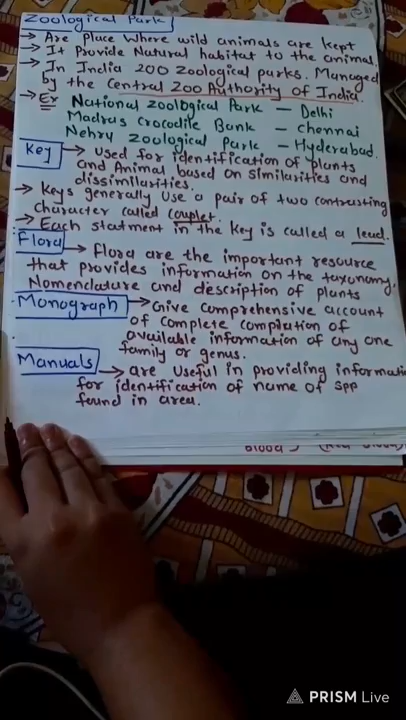 Zoological Park
→ Are Place Where wild animals are kept
→ It Provide Natural habitat to the animal.
→ In India 200 Zoological parks. Managed
by the Central Zoo Authority of India.
→ Ex National Zoological Park – Delhi
Madras Crocodile Bank – Chennai
Nehry Zoological Park – Hyderabad.
Key → Used for identification of plants
and Animal based on similarities and
dissimilarities.
→ Keys generally Use a pair of two contrasting
character called couplet.
→ Each statment in the Key is called a lead.
Flora → Flora are the important resource
that provides information on the taxonomy,
Nomenclature and description of plants
Monograph → Give comprehensive account
of complete compilation of
available information of any one
family or genus.
Manuals → are Useful in providing informati
for identification of name of spp
found in area.
PRISM Live